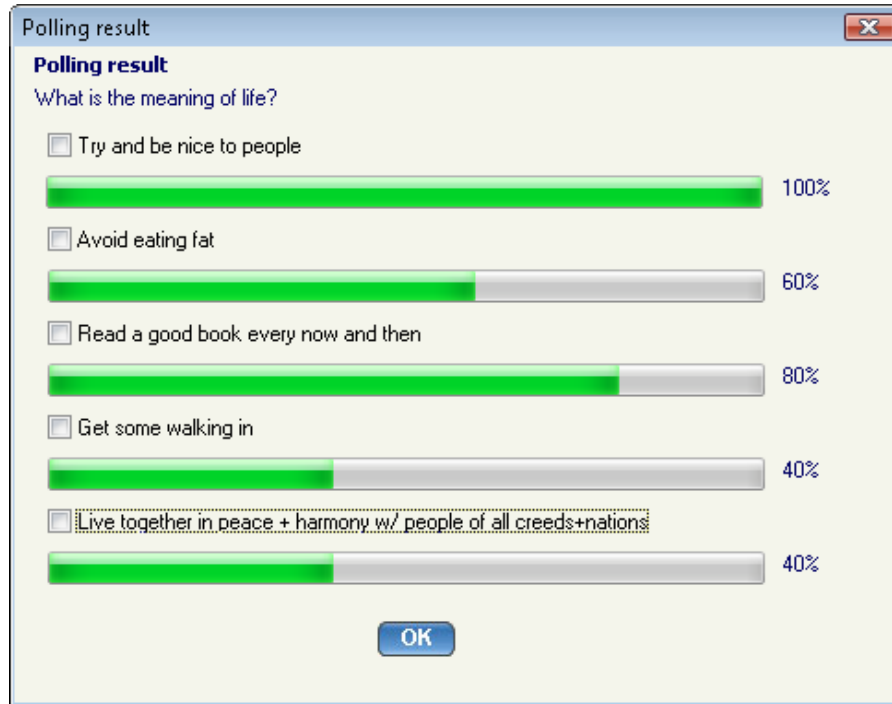 Polling result
Polling result
What is the meaning of life?
Try and be nice to people
100%
Avoid eating fat
60%
Read a good book every now and then
80%
Get some walking in
40%
Live together in peace + harmony w/ people of all creeds+nations
40%
OK